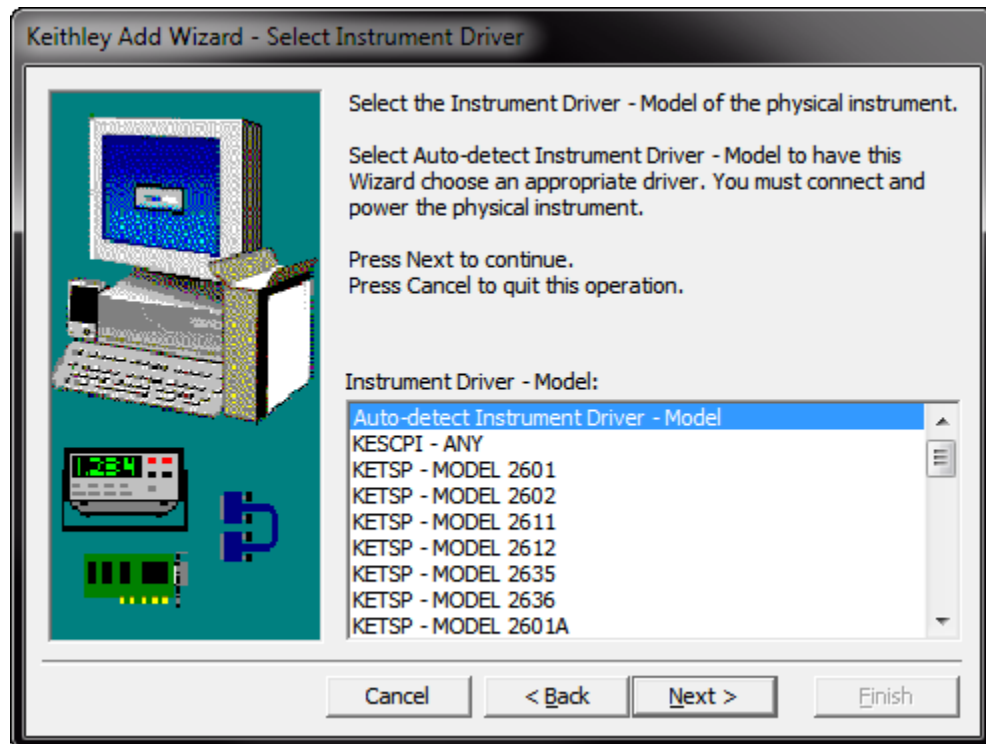 Keithley Add Wizard - Select Instrument Driver
Select the Instrument Driver - Model of the physical instrument.
Select Auto-detect Instrument Driver - Model to have this
Wizard choose an appropriate driver. You must connect and
power the physical instrument.
Press Next to continue.
Press Cancel to quit this operation.
Instrument Driver - Model:
Auto-detect Instrument Driver - Model
KESCPI - ANY
KETSP - MODEL 2601
KETSP - MODEL 2602
KETSP - MODEL 2611
KETSP - MODEL 2612
KETSP - MODEL 2635
KETSP - MODEL 2636
KETSP - MODEL 2601A
1.234
Cancel
< Back
Next >
Finish